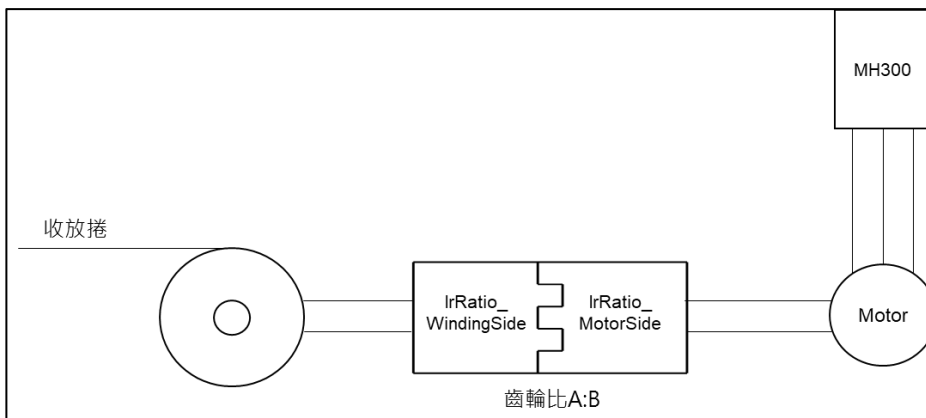 MH300
收放捲
IrRatio_
WindingSide
IrRatio_
MotorSide
Motor
齒輪比A:B